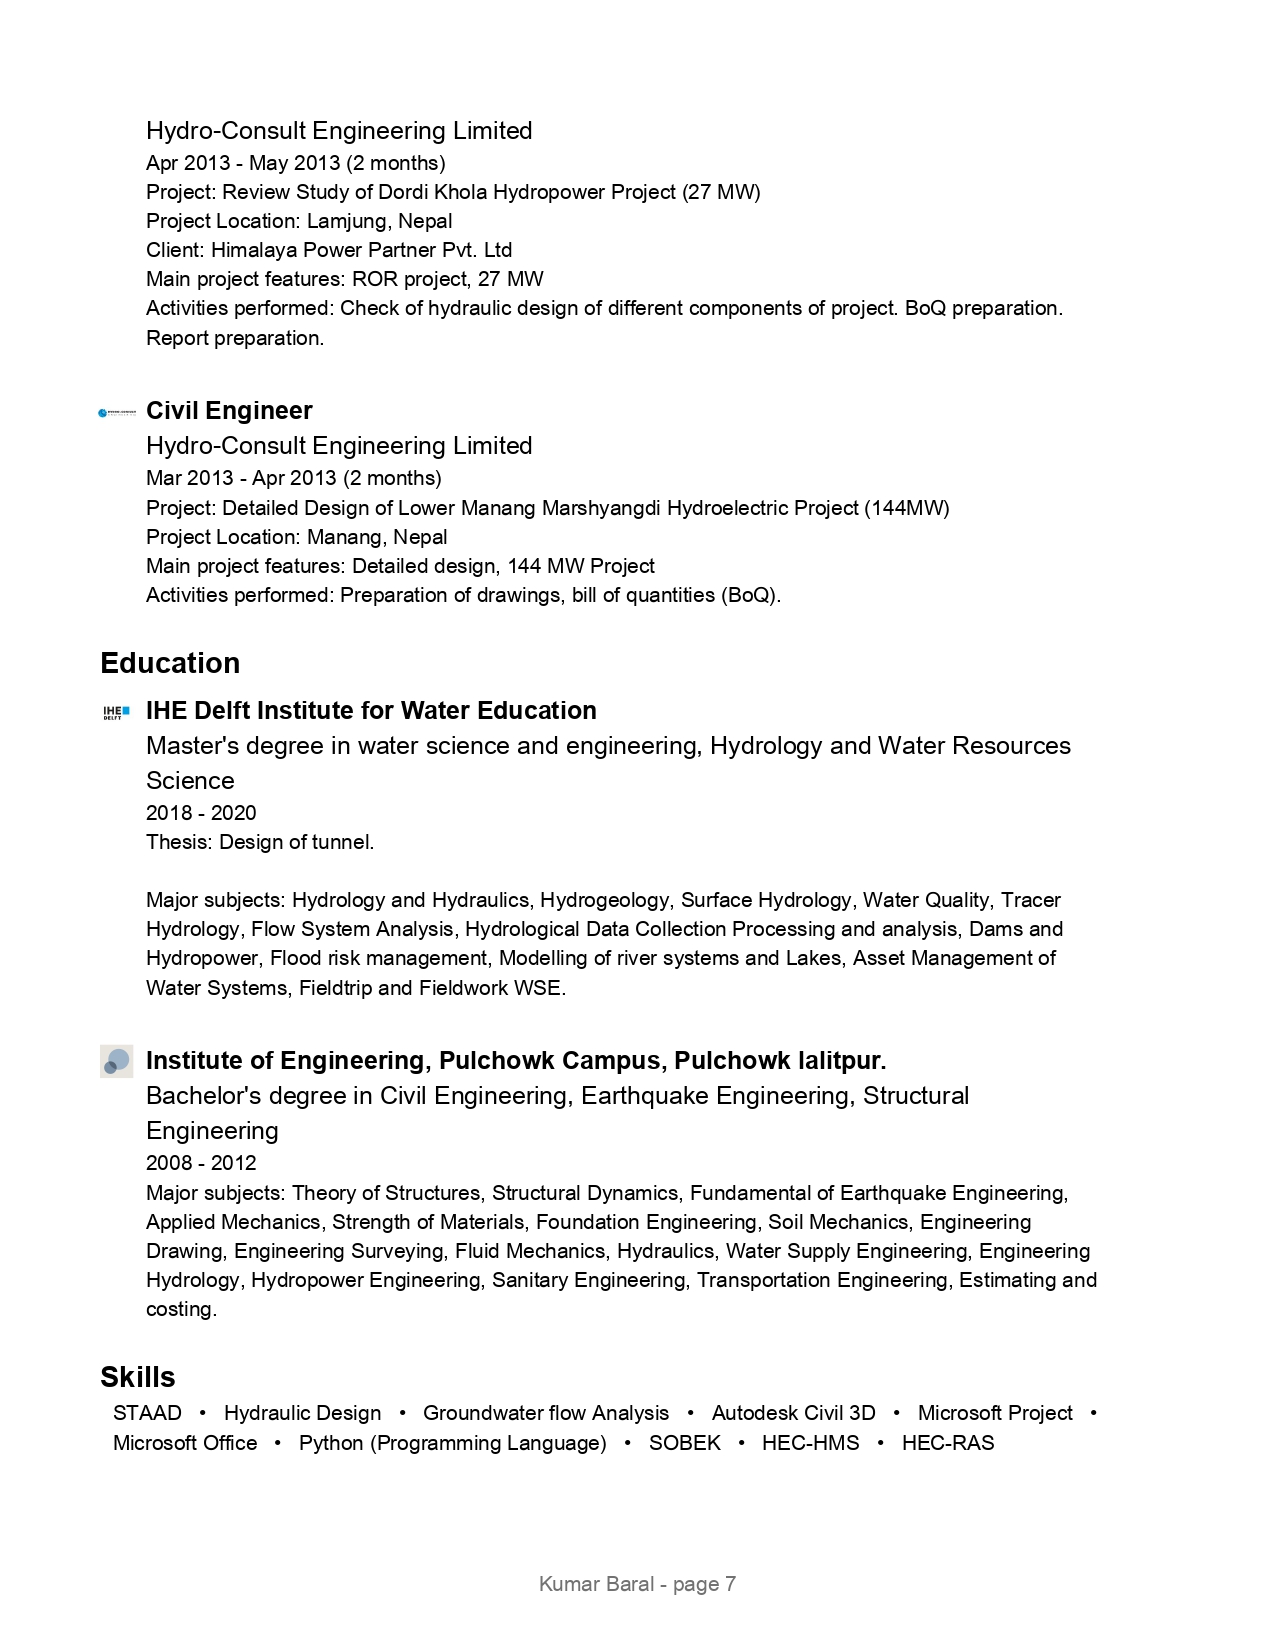 Hydro-Consult Engineering Limited
Apr 2013 - May 2013 (2 months)
Project: Review Study of Dordi Khola Hydropower Project (27 MW)
Project Location: Lamjung, Nepal
Client: Himalaya Power Partner Pvt. Ltd
Main project features: ROR project, 27 MW
Activities performed: Check of hydraulic design of different components of project. BoQ preparation.
Report preparation.
Civil Engineer
Hydro-Consult Engineering Limited
Mar 2013 - Apr 2013 (2 months)
Project: Detailed Design of Lower Manang Marshyangdi Hydroelectric Project (144MW)
Project Location: Manang, Nepal
Main project features: Detailed design, 144 MW Project
Activities performed: Preparation of drawings, bill of quantities (BoQ).
Education
IHE
DELFT
IHE Delft Institute for Water Education
Master's degree in water science and engineering, Hydrology and Water Resources
Science
2018 - 2020
Thesis: Design of tunnel.
Major subjects: Hydrology and Hydraulics, Hydrogeology, Surface Hydrology, Water Quality, Tracer
Hydrology, Flow System Analysis, Hydrological Data Collection Processing and analysis, Dams and
Hydropower, Flood risk management, Modelling of river systems and Lakes, Asset Management of
Water Systems, Fieldtrip and Fieldwork WSE.
Institute of Engineering, Pulchowk Campus, Pulchowk lalitpur.
Bachelor's degree in Civil Engineering, Earthquake Engineering, Structural
Engineering
2008 - 2012
Major subjects: Theory of Structures, Structural Dynamics, Fundamental of Earthquake Engineering,
Applied Mechanics, Strength of Materials, Foundation Engineering, Soil Mechanics, Engineering
Drawing, Engineering Surveying, Fluid Mechanics, Hydraulics, Water Supply Engineering, Engineering
Hydrology, Hydropower Engineering, Sanitary Engineering, Transportation Engineering, Estimating and
costing.
Skills
STAAD • Hydraulic Design • Groundwater flow Analysis • Autodesk Civil 3D • Microsoft Project •
Microsoft Office • Python (Programming Language) • SOBEK • HEC-HMS • HEC-RAS
Kumar Baral - page 7